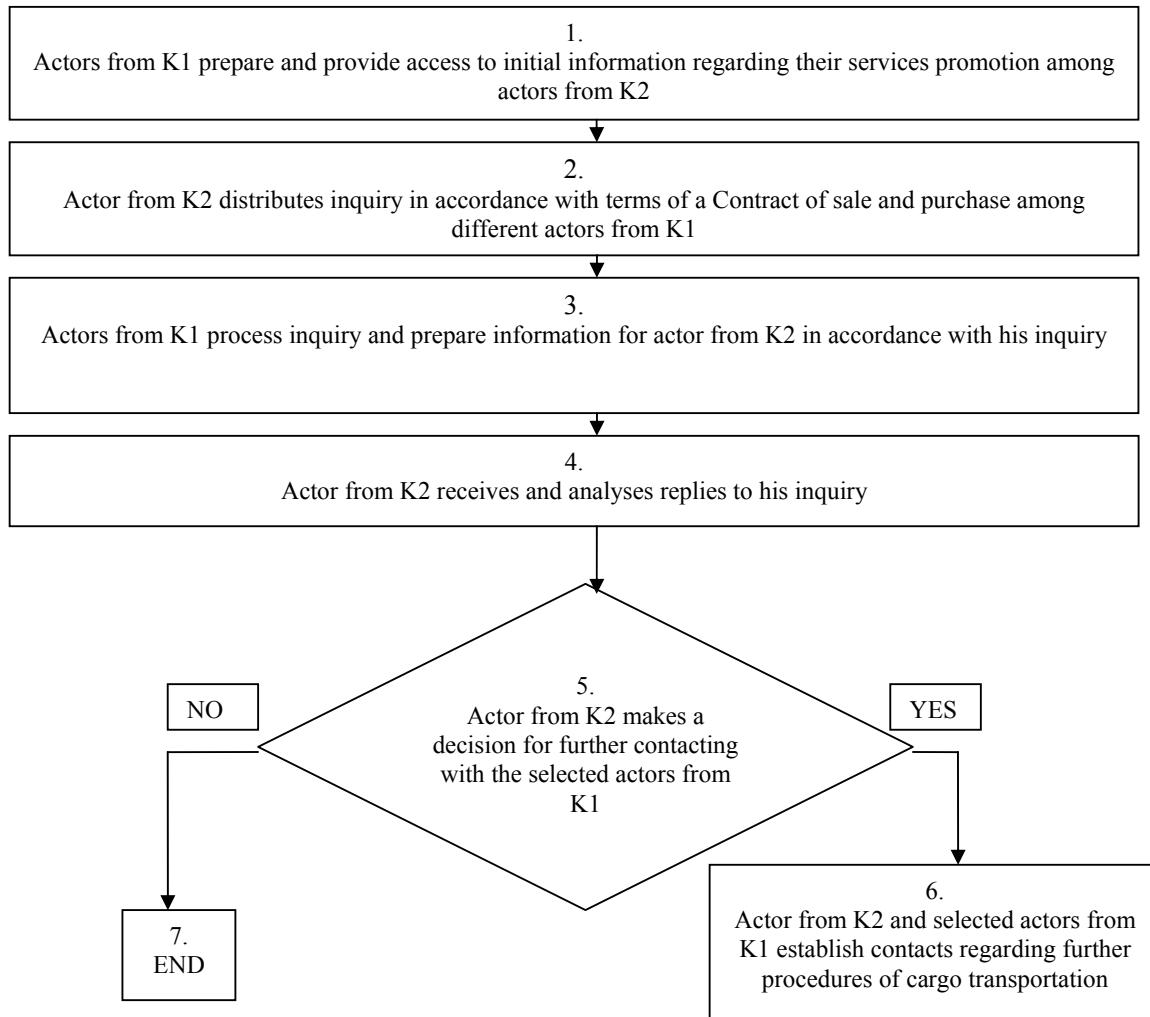 1.
Actors from K1 prepare and provide access to initial information regarding their services promotion among
actors from K2
2.
Actor from K2 distributes inquiry in accordance with terms of a Contract of sale and purchase among
different actors from K1
3.
Actors from K1 process inquiry and prepare information for actor from K2 in accordance with his inquiry
4.
Actor from K2 receives and analyses replies to his inquiry
NO
5.
Actor from K2 makes a
decision for further contacting
with the selected actors from
K1
YES
7.
END
6.
Actor from K2 and selected actors from
K1 establish contacts regarding further
procedures of cargo transportation